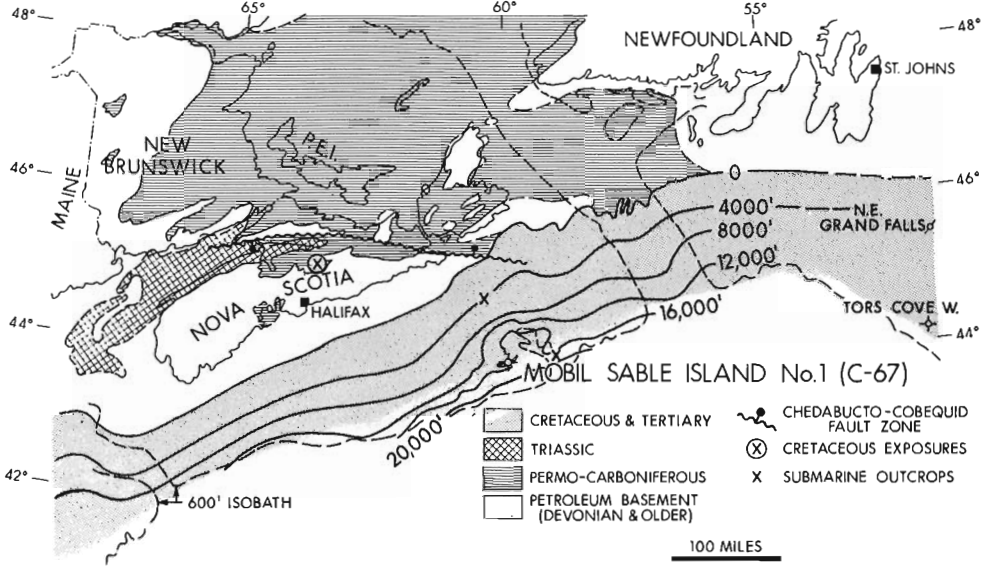 48°
65°
60°
55°
48°
NEWFOUNDLAND
ST. JOHNS
NEW
BRUNSWICK
P.E.I.
46°
MAINE
0
46°
4000'
N.E.
GRAND FALLS
8000'
12,000'
NOVA SCOTIA
HALIFAX
44°
16,000'
TORS COVE W.
44°
MOBIL SABLE ISLAND No.1 (C-67)
20,000'
CRETACEOUS & TERTIARY
TRIASSIC
PERMO-CARBONIFEROUS
PETROLEUM BASEMENT
(DEVONIAN & OLDER)
CHEDABUCTO-COBEQUID
FAULT ZONE
CRETACEOUS EXPOSURES
SUBMARINE OUTCROPS
42°
600' ISOBATH
100 MILES